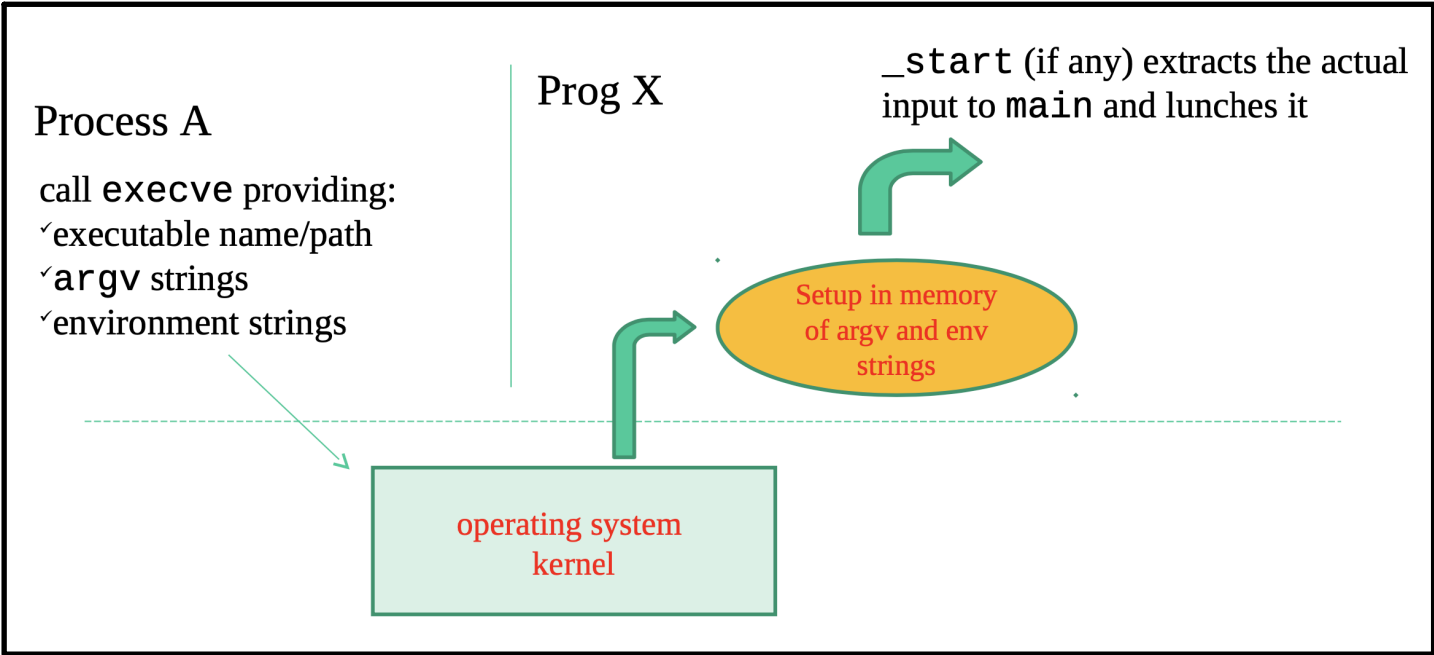 Process A
call execve providing:
✓executable name/path
✓argv strings
✓environment strings
Prog X
_start (if any) extracts the actual
input to main and lunches it
Setup in memory
of argv and env
strings
operating system
kernel